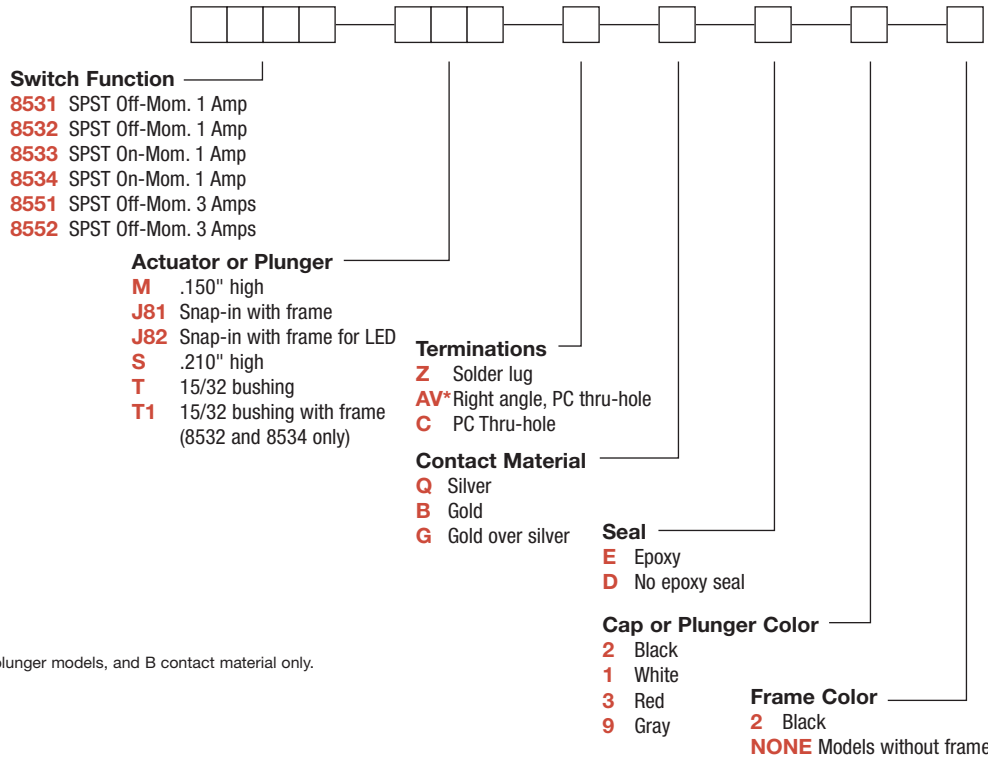 Switch Function
8531 SPST Off-Mom. 1 Amp
8532 SPST Off-Mom. 1 Amp
8533 SPST On-Mom. 1 Amp
8534 SPST On-Mom. 1 Amp
8551 SPST Off-Mom. 3 Amps
8552 SPST Off-Mom. 3 Amps
Actuator or Plunger
M .150" high
J81 Snap-in with frame
J82 Snap-in with frame for LED
S .210" high
T 15/32 bushing
T1 15/32 bushing with frame
(8532 and 8534 only)
Terminations
Z Solder lug
AV* Right angle, PC thru-hole
C PC Thru-hole
Contact Material
Q Silver
B Gold
G Gold over silver
Seal
E Epoxy
D No epoxy seal
Cap or Plunger Color
2 Black
1 White
3 Red
9 Gray
lunger models, and B contact material only.
Frame Color
2 Black
NONE Models without frame